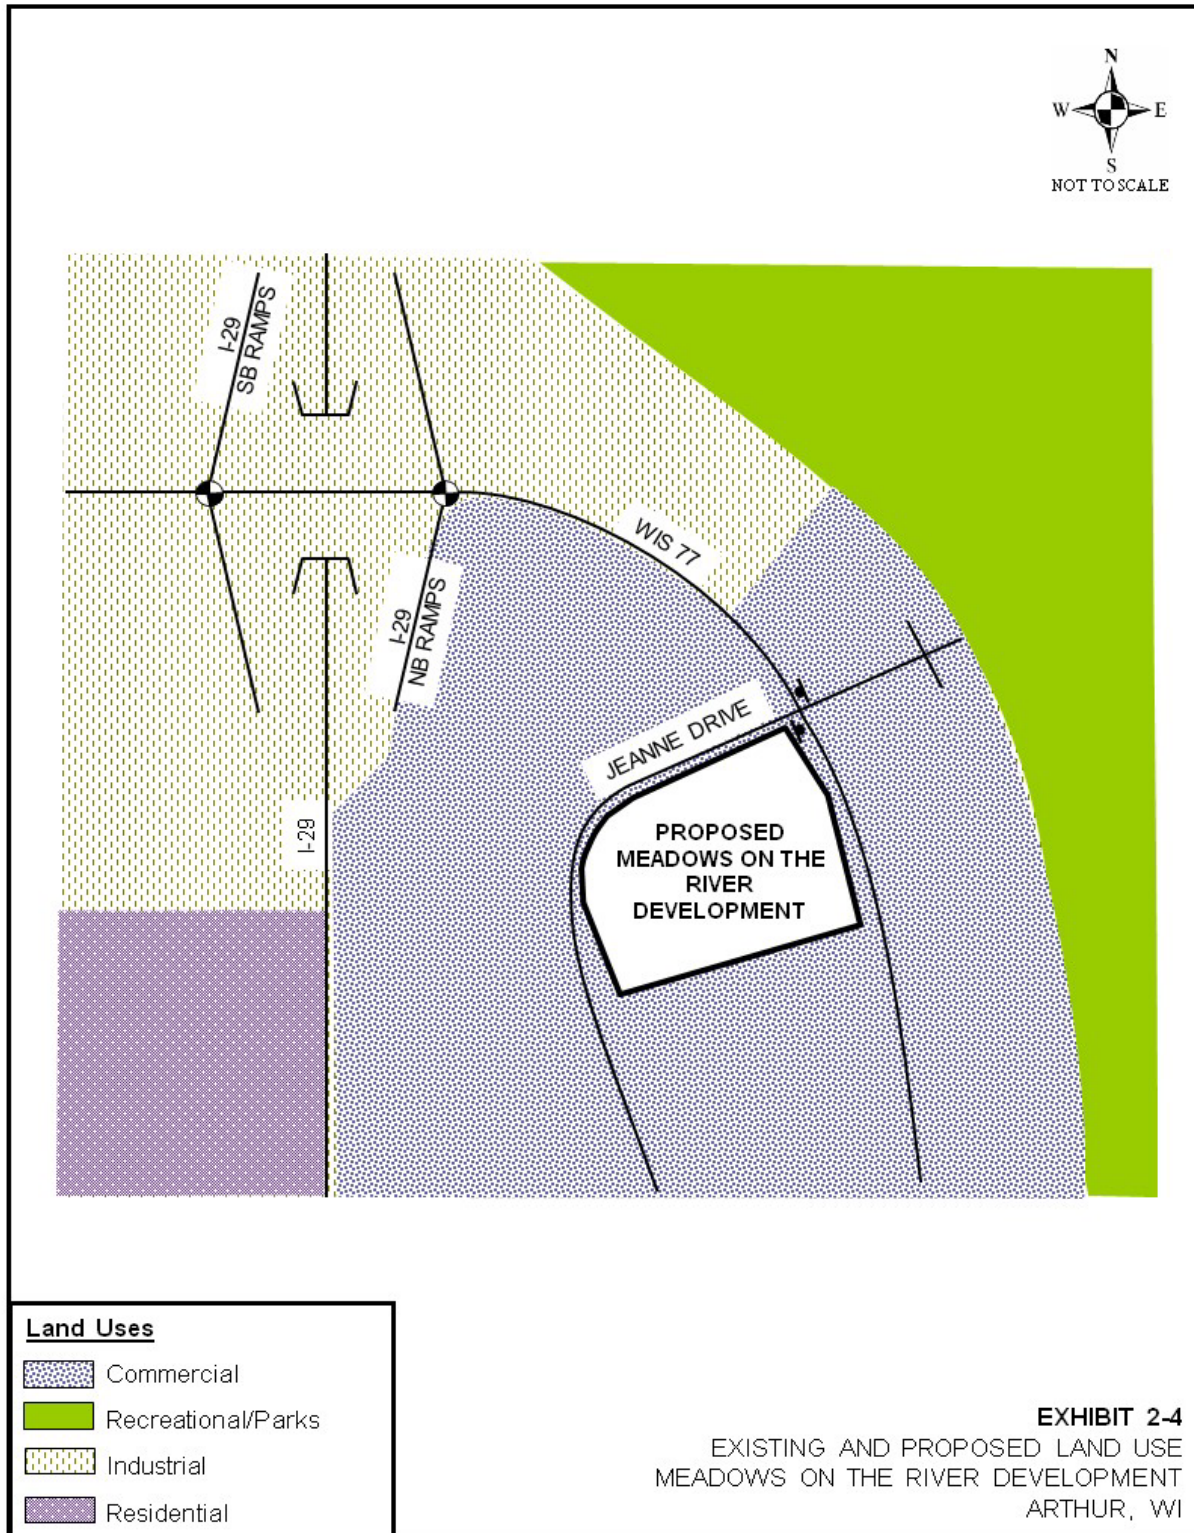 N
W E
S
NOT TO SCALE
I-29
SB RAMPS
WIS 77
I-29
NB RAMPS
JEANNE DRIVE
I-29
PROPOSED
MEADOWS ON THE
RIVER
DEVELOPMENT
Land Uses
Commercial
Recreational/Parks
Industrial
Residential
EXHIBIT 2-4
EXISTING AND PROPOSED LAND USE
MEADOWS ON THE RIVER DEVELOPMENT
ARTHUR, WI